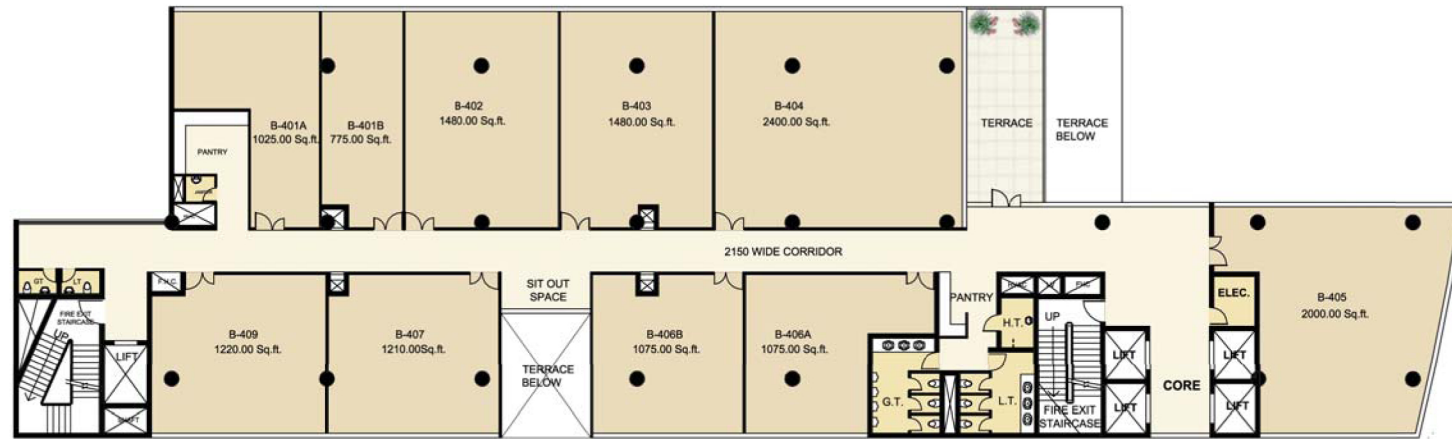 B-401A
1025.00 Sq.ft.
B-401B
775.00 Sq.ft.
B-402
1480.00 Sq.ft.
B-403
1480.00 Sq.ft.
B-404
2400.00 Sq.ft.
TERRACE
TERRACE
BELOW
PANTRY
2150 WIDE CORRIDOR
GT
LT
F.H.C.
FIRE EXIT
STAIRCASE
UP
LIFT
SHAFT
B-409
1220.00 Sq.ft.
B-407
1210.00Sq.ft.
SIT OUT
SPACE
TERRACE
BELOW
B-406B
1075.00 Sq.ft.
B-406A
1075.00 Sq.ft.
PANTRY
H.T.
G.T.
L.T.
FHC
UP
FIRE EXIT
STAIRCASE
LIFT
LIFT
CORE
LIFT
LIFT
ELEC.
B-405
2000.00 Sq.ft.